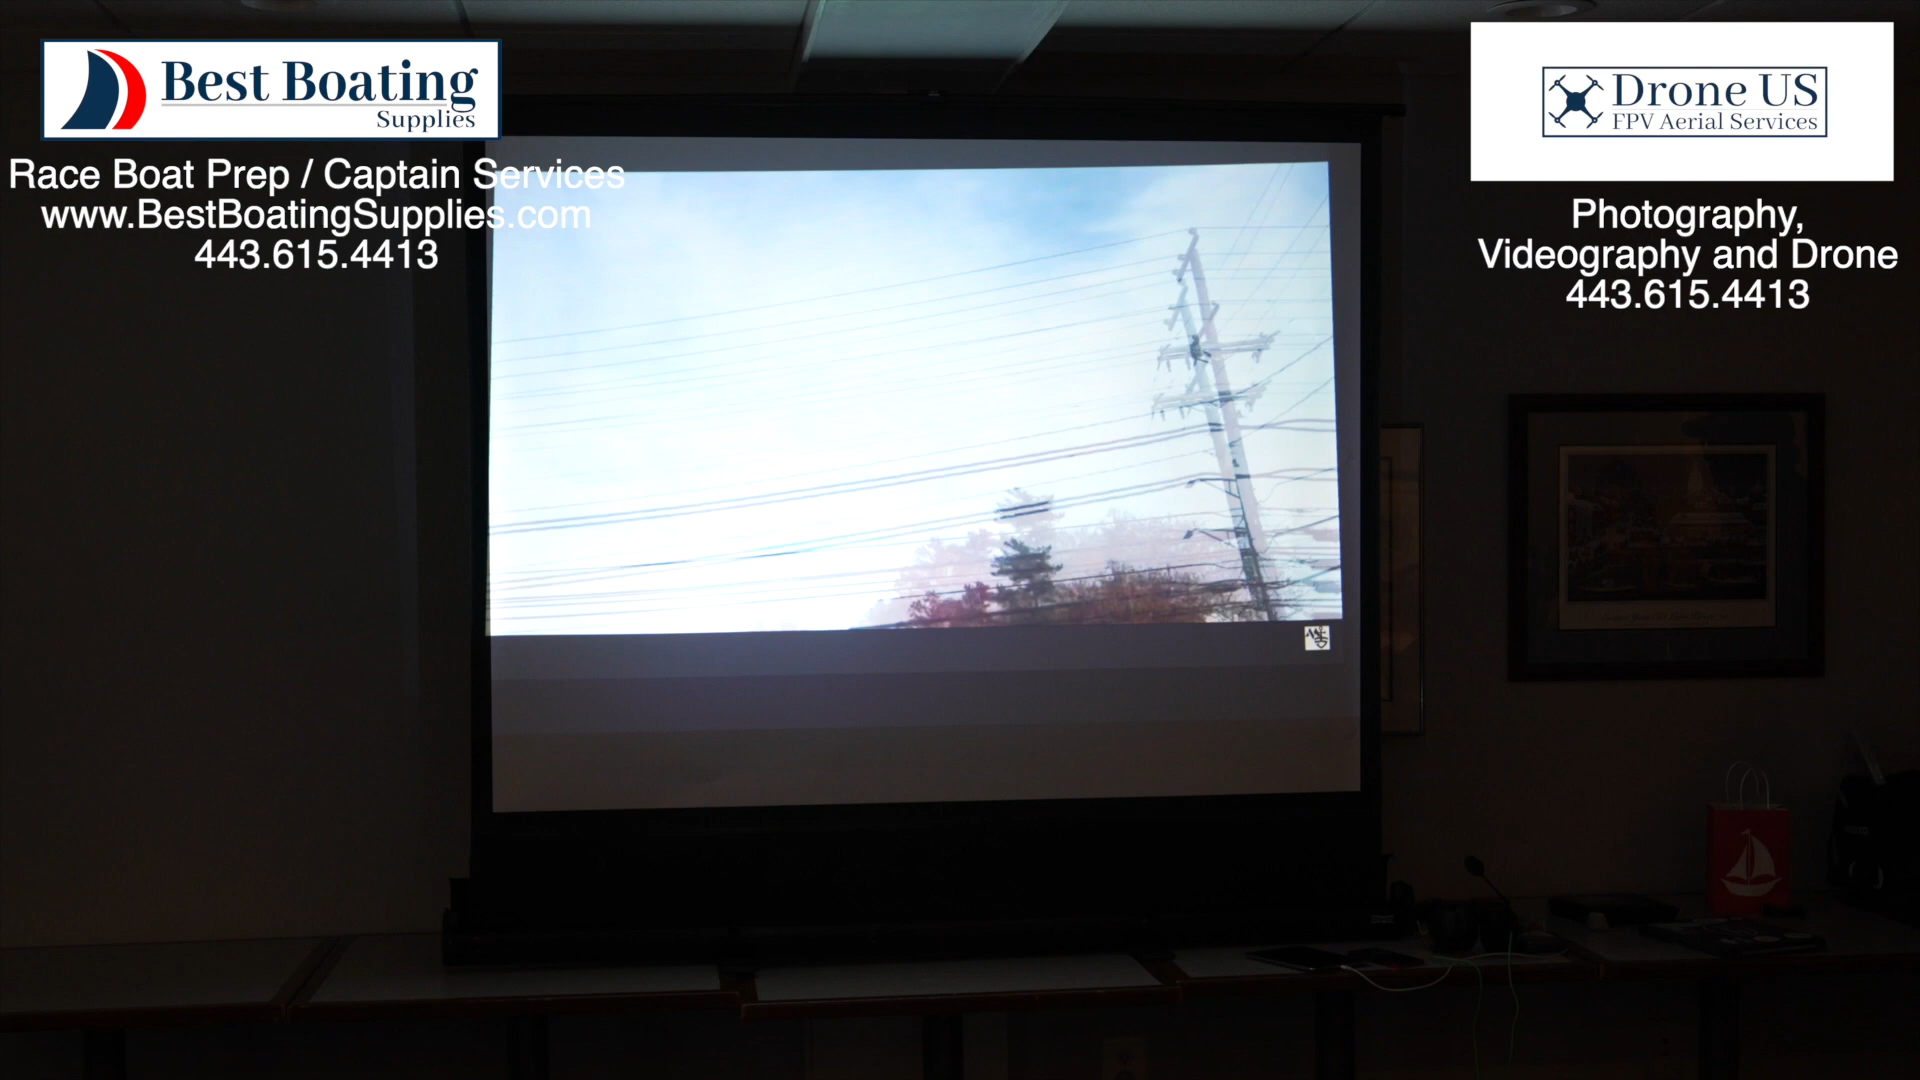 Best Boating
Supplies
Race Boat Prep / Captain Services
www.BestBoatingSupplies.com
443.615.4413
Drone US
FPV Aerial Services
Photography,
Videography and Drone
443.615.4413